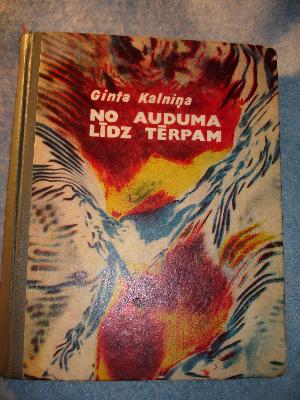 Ginta Kalniņa
NO AUDUMA
LĪDZ TĒRPAM